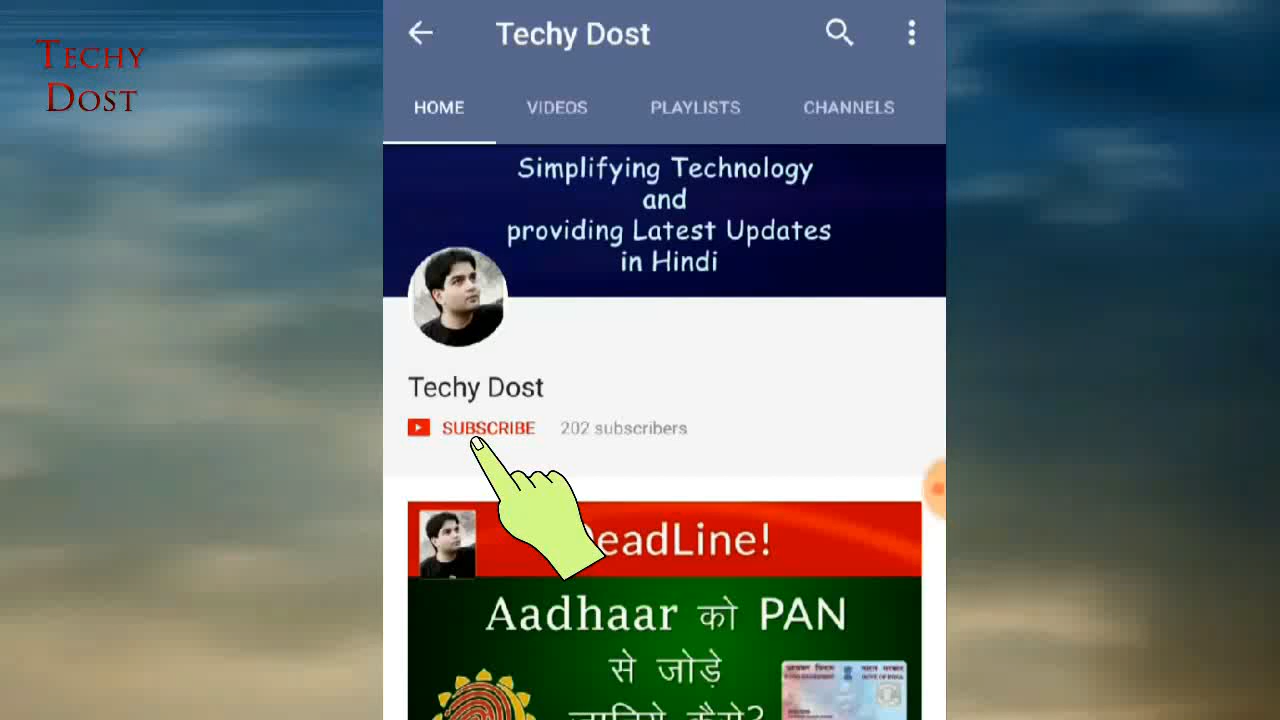 TECHY
DOST
Techy Dost
HOME VIDEOS PLAYLISTS CHANNELS
Simplifying Technology
and
providing Latest Updates
in Hindi
Techy Dost
SUBSCRIBE 202 subscribers
DeadLine!
Aadhaar को PAN
से जोड़े
जानिये कैसे?